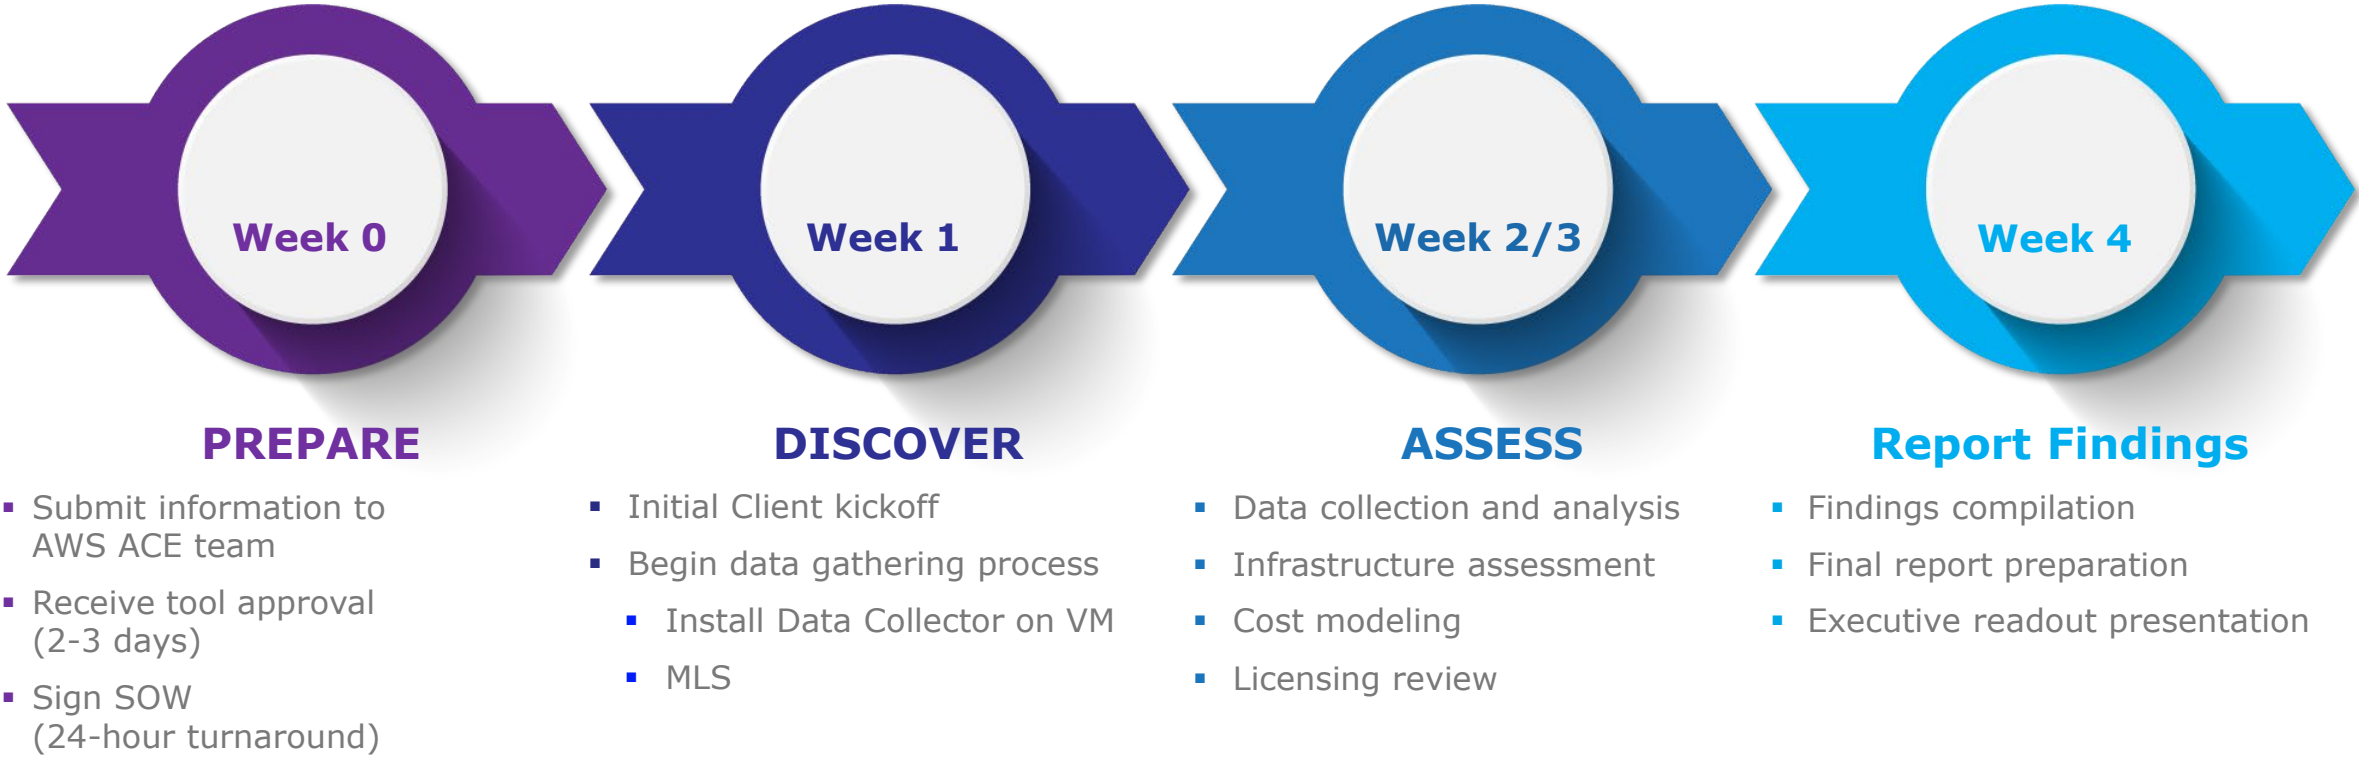 Week 0
PREPARE
Submit information to
AWS ACE team
Receive tool approval
(2-3 days)
Sign SOW
(24-hour turnaround)
Week 1
DISCOVER
Initial Client kickoff
Begin data gathering process
Install Data Collector on VM
MLS
Week 2/3
ASSESS
Data collection and analysis
Infrastructure assessment
Cost modeling
Licensing review
Week 4
Report Findings
Findings compilation
Final report preparation
Executive readout presentation